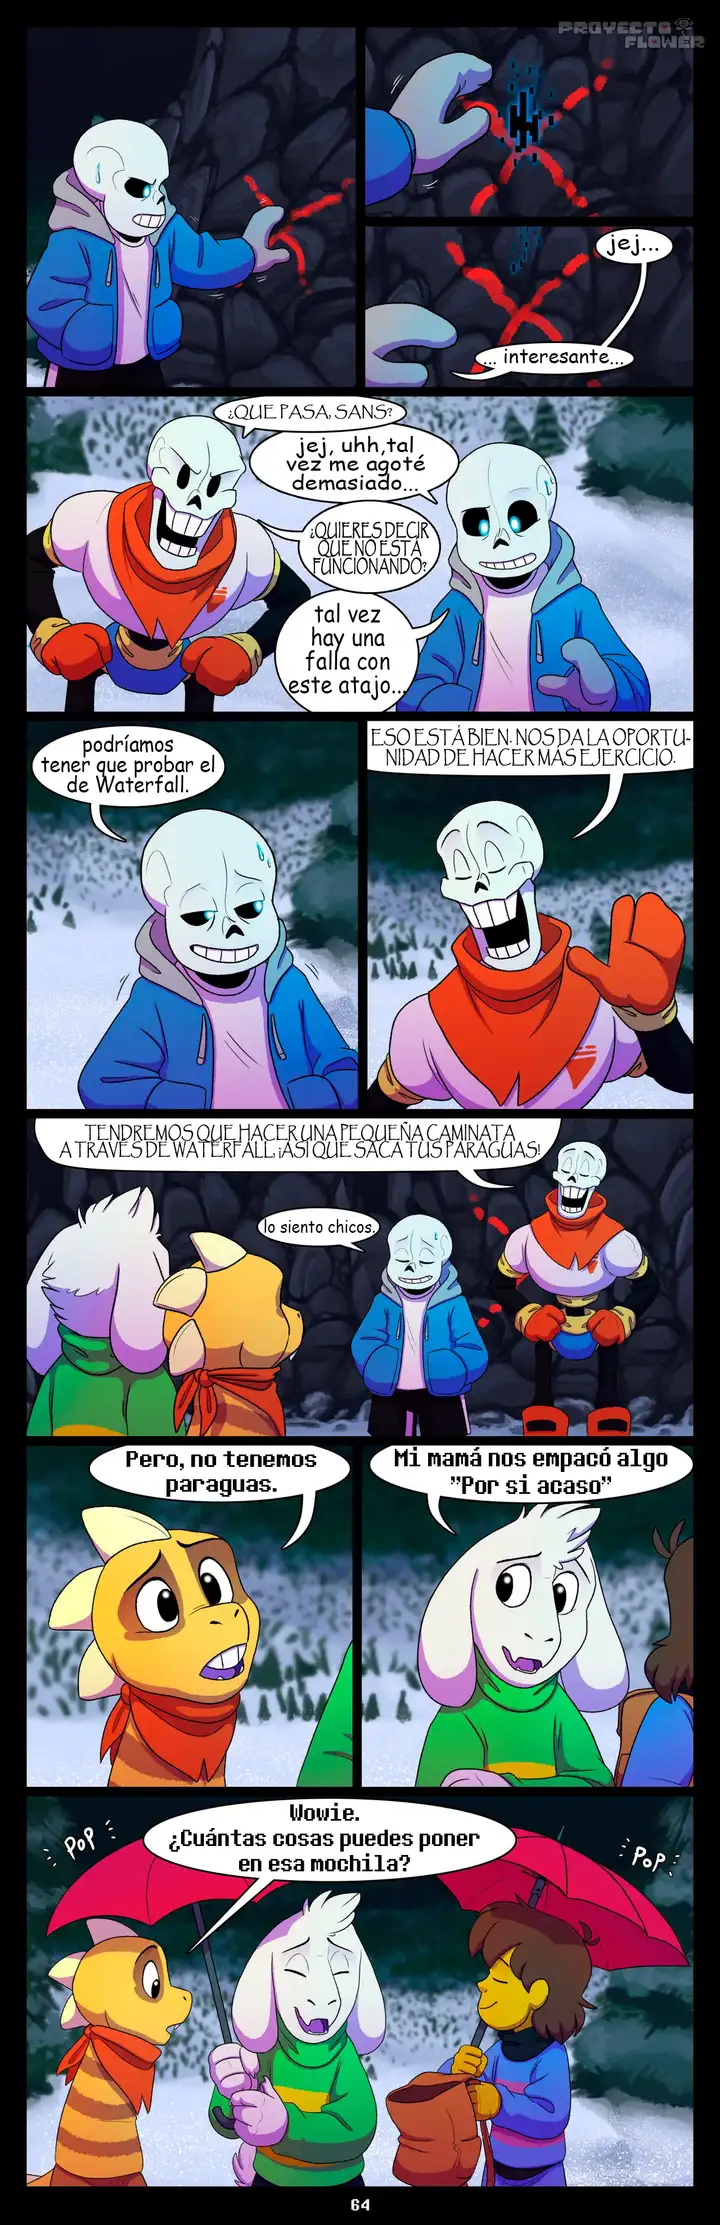 PROYECTO
FLOWER
jej...
... interesante...
¿QUE PASA, SANS?
jej, uhh,tal
vez me agoté
demasiado...
¿QUIERES DECIR
QUE NO ESTA
FUNCIONANDO?
tal vez
hay una
falla con
este atajo...
podríamos
tener que probar el
de Waterfall.
ESO ESTÁ BIEN. NOS DA LA OPORTU-
NIDAD DE HACER MÁS EJERCICIO.
TENDREMOS QUE HACER UNA PEQUEÑA CAMINATA
A TRAVES DE WATERFALL, ¡ASI QUE SACA TUS PARAGUAS!
lo siento chicos.
Pero, no tenemos
paraguas.
Mi mamá nos empacó algo
"Por si acaso"
Wowie.
¿Cuántas cosas puedes poner
en esa mochila?
POP
POP
64